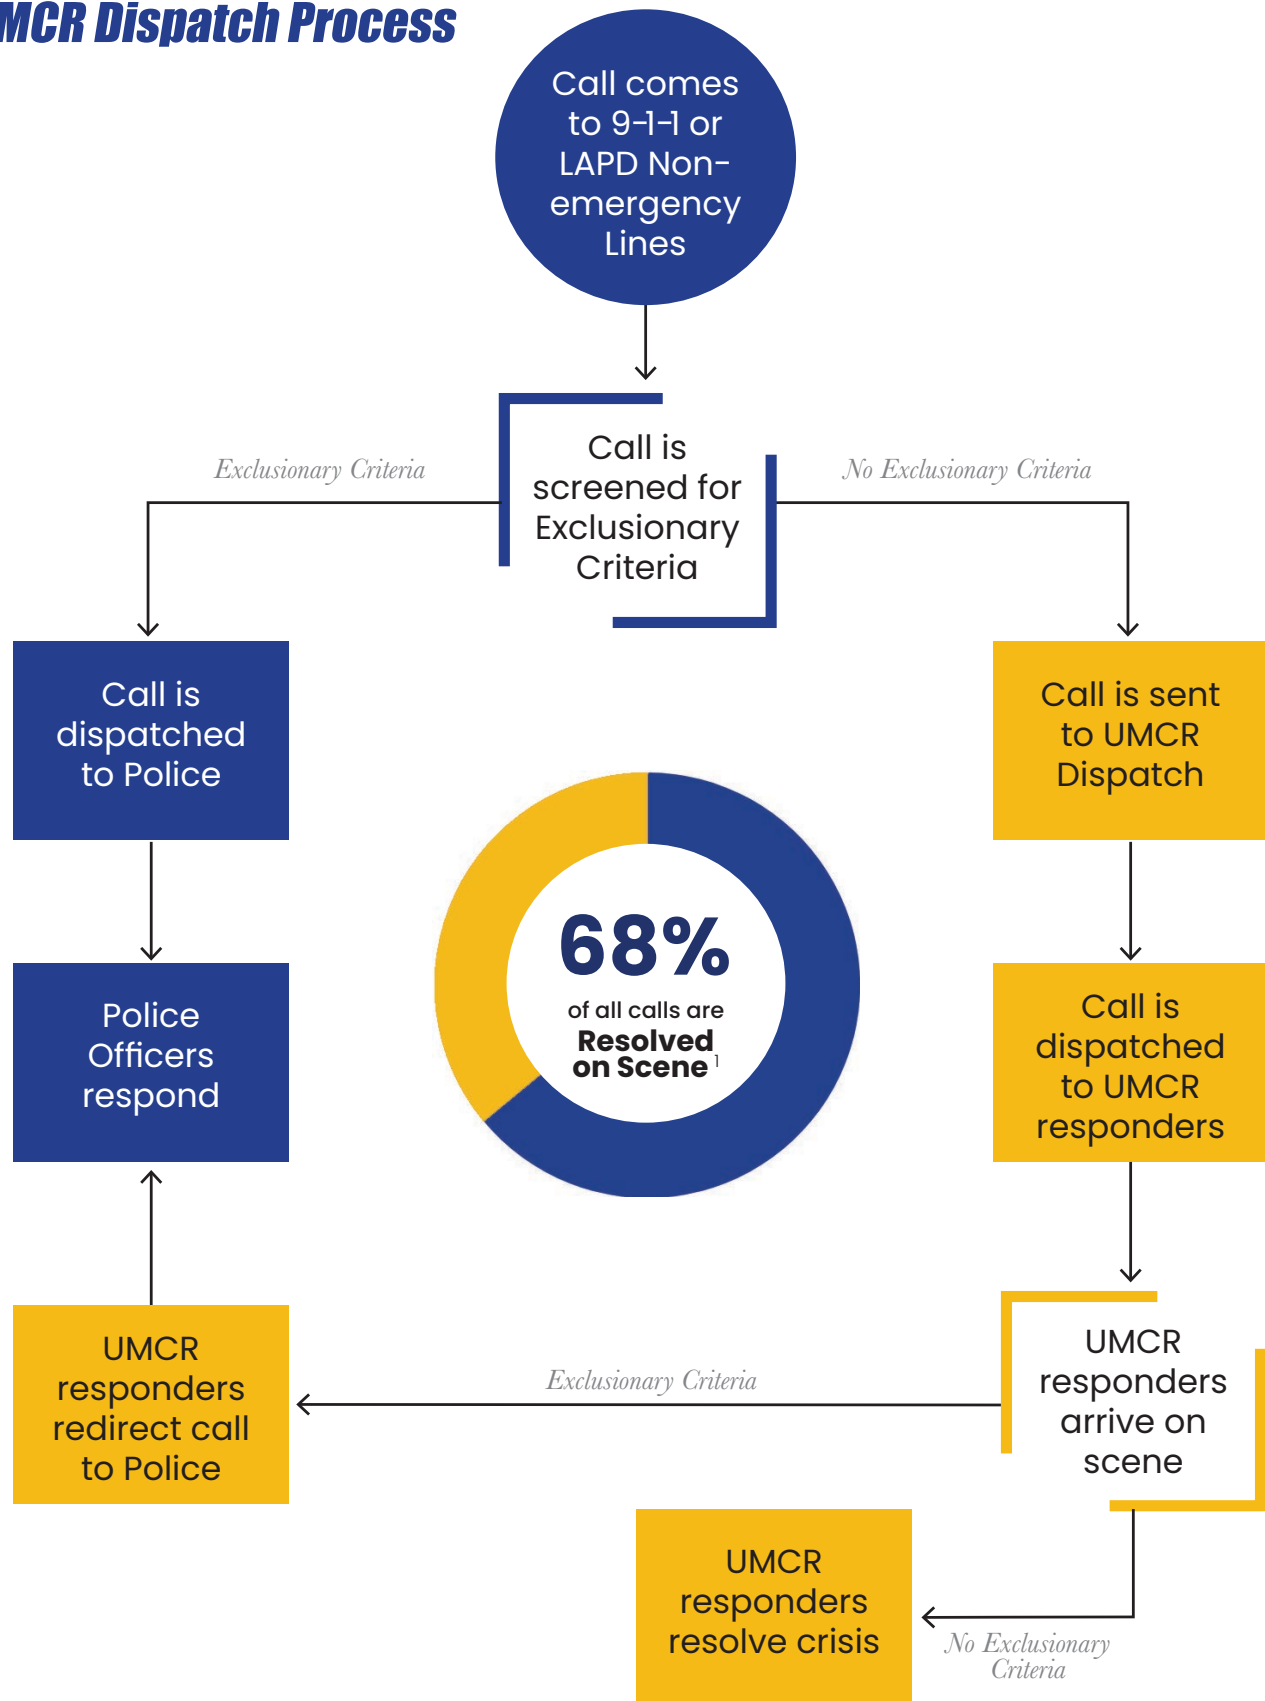 MCR Dispatch Process
Call comes
to 9-1-1 or
LAPD Non-
emergency
Lines
Call is
screened for
Exclusionary
Criteria
Exclusionary Criteria
No Exclusionary Criteria
Call is
dispatched
to Police
Call is sent
to UMCR
Dispatch
Police
Officers
respond
68%
of all calls are
Resolved
on Scene 1
Call is
dispatched
to UMCR
responders
UMCR
responders
redirect call
to Police
Exclusionary Criteria
UMCR
responders
arrive on
scene
UMCR
responders
resolve crisis
No Exclusionary
Criteria